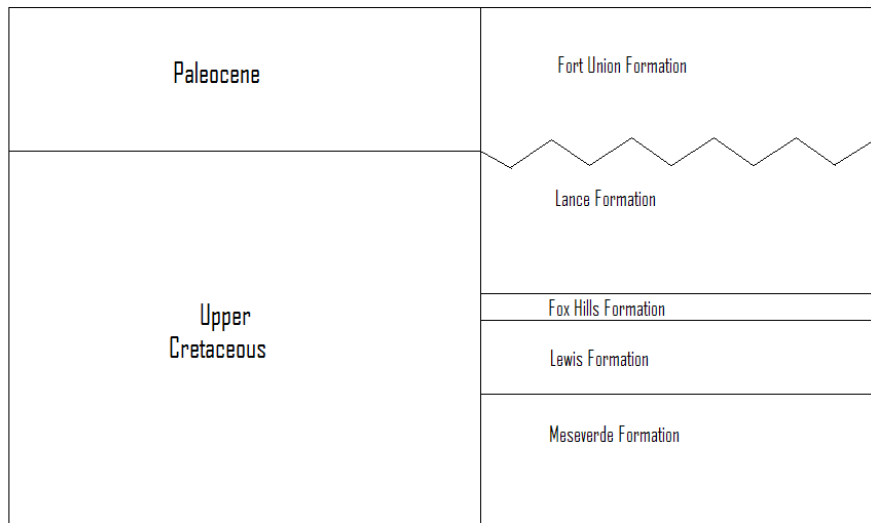 Paleocene
Fort Union Formation
Lance Formation
Upper
Cretaceous
Fox Hills Formation
Lewis Formation
Meseverde Formation